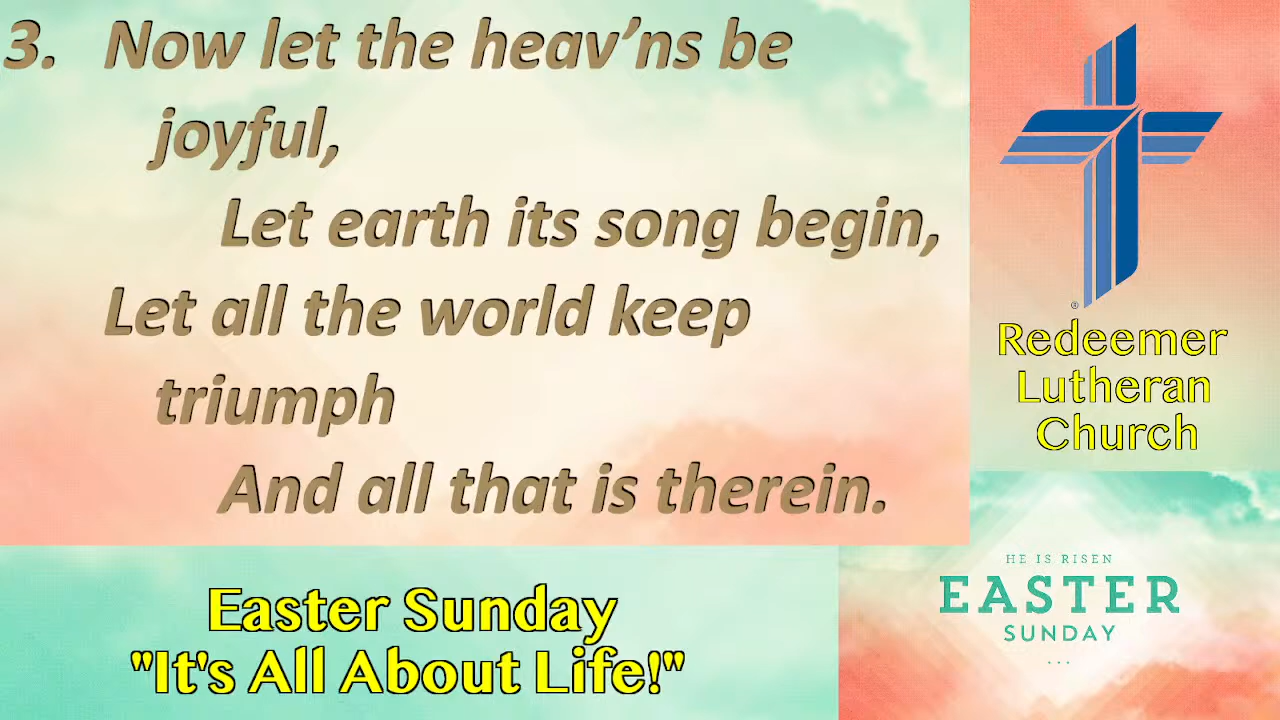 3. Now let the heav’ns be
joyful,
Let earth its song begin,
Let all the world keep
triumph
And all that is therein.
®
Redeemer
Lutheran
Church
Easter Sunday
"It's All About Life!"
HE IS RISEN
EASTER
SUNDAY
...